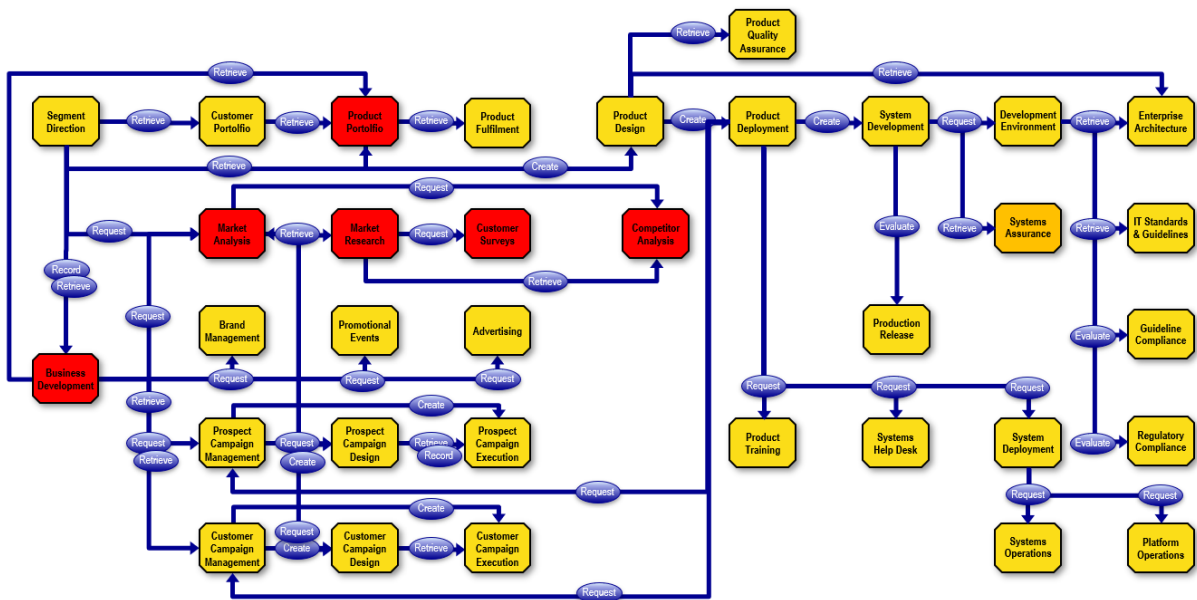 Product
Quality
Assurance
Retrieve
Retrieve
Retrieve
Segment
Direction
Retrieve
Customer
Portolfio
Retrieve
Product
Portolfio
Retrieve
Product
Fulfilment
Product
Design
Create
Product
Deployment
Create
System
Development
Request
Development
Environment
Retrieve
Enterprise
Architecture
Retrieve
Create
Request
Request
Market
Analysis
Retrieve
Market
Research
Request
Customer
Surveys
Competitor
Analysis
Evaluate
Retrieve
Systems
Assurance
Retrieve
IT Standards
& Guidelines
Record
Retrieve
Retrieve
Request
Brand
Management
Promotional
Events
Advertising
Production
Release
Evaluate
Guideline
Compliance
Business
Development
Request
Request
Request
Request
Request
Request
Retrieve
Create
Request
Retrieve
Prospect
Campaign
Management
Request
Create
Prospect
Campaign
Design
Retrieve
Record
Prospect
Campaign
Execution
Product
Training
Systems
Help Desk
System
Deployment
Evaluate
Regulatory
Compliance
Request
Request
Request
Create
Request
Customer
Campaign
Management
Create
Customer
Campaign
Design
Retrieve
Customer
Campaign
Execution
Systems
Operations
Platform
Operations
Request